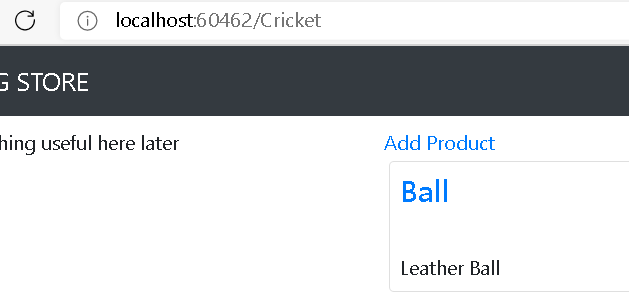 localhost:60462/Cricket
G STORE
hing useful here later
Add Product
Ball
Leather Ball